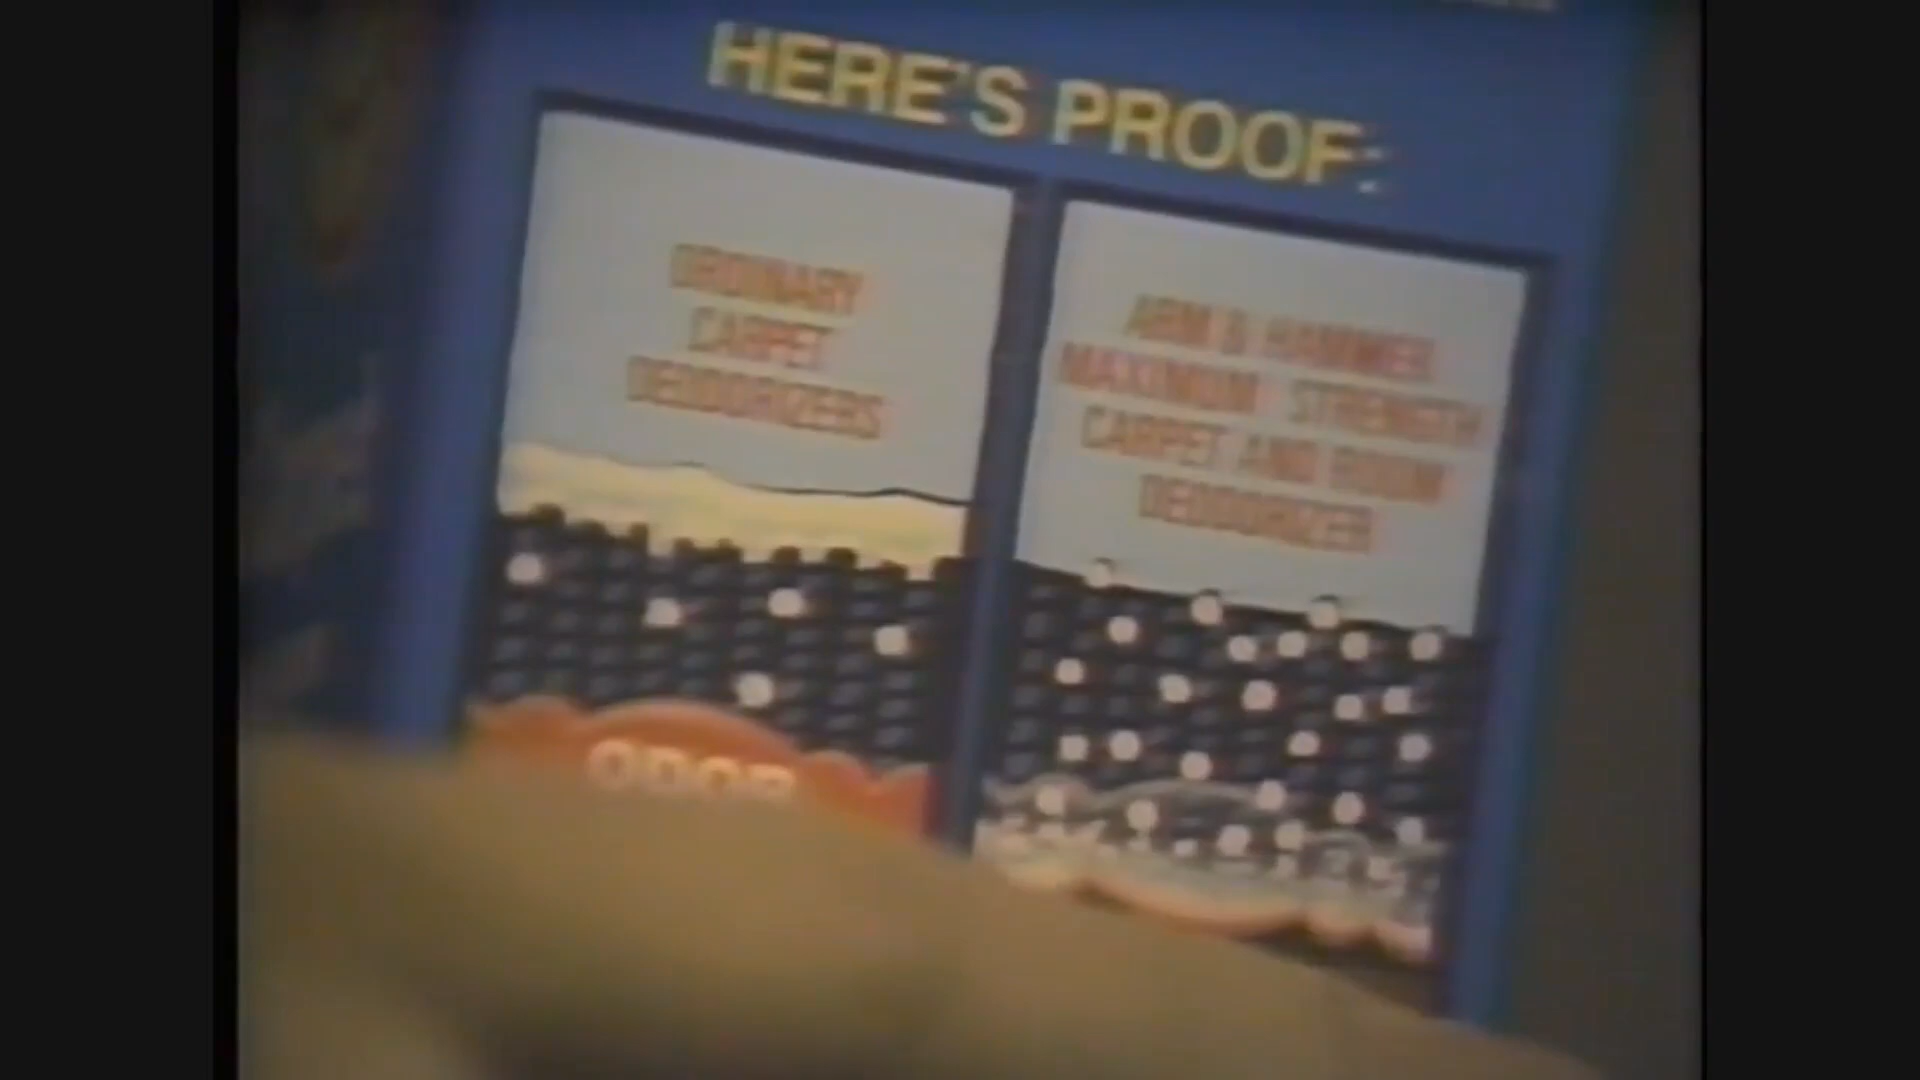 HERE'S PROOF:
ORDINARY
CARPET
DEODORIZERS
ODOR
ARM & HAMMER
MAXIMUM STRENGTH
CARPET AND ROOM
DEODORIZER